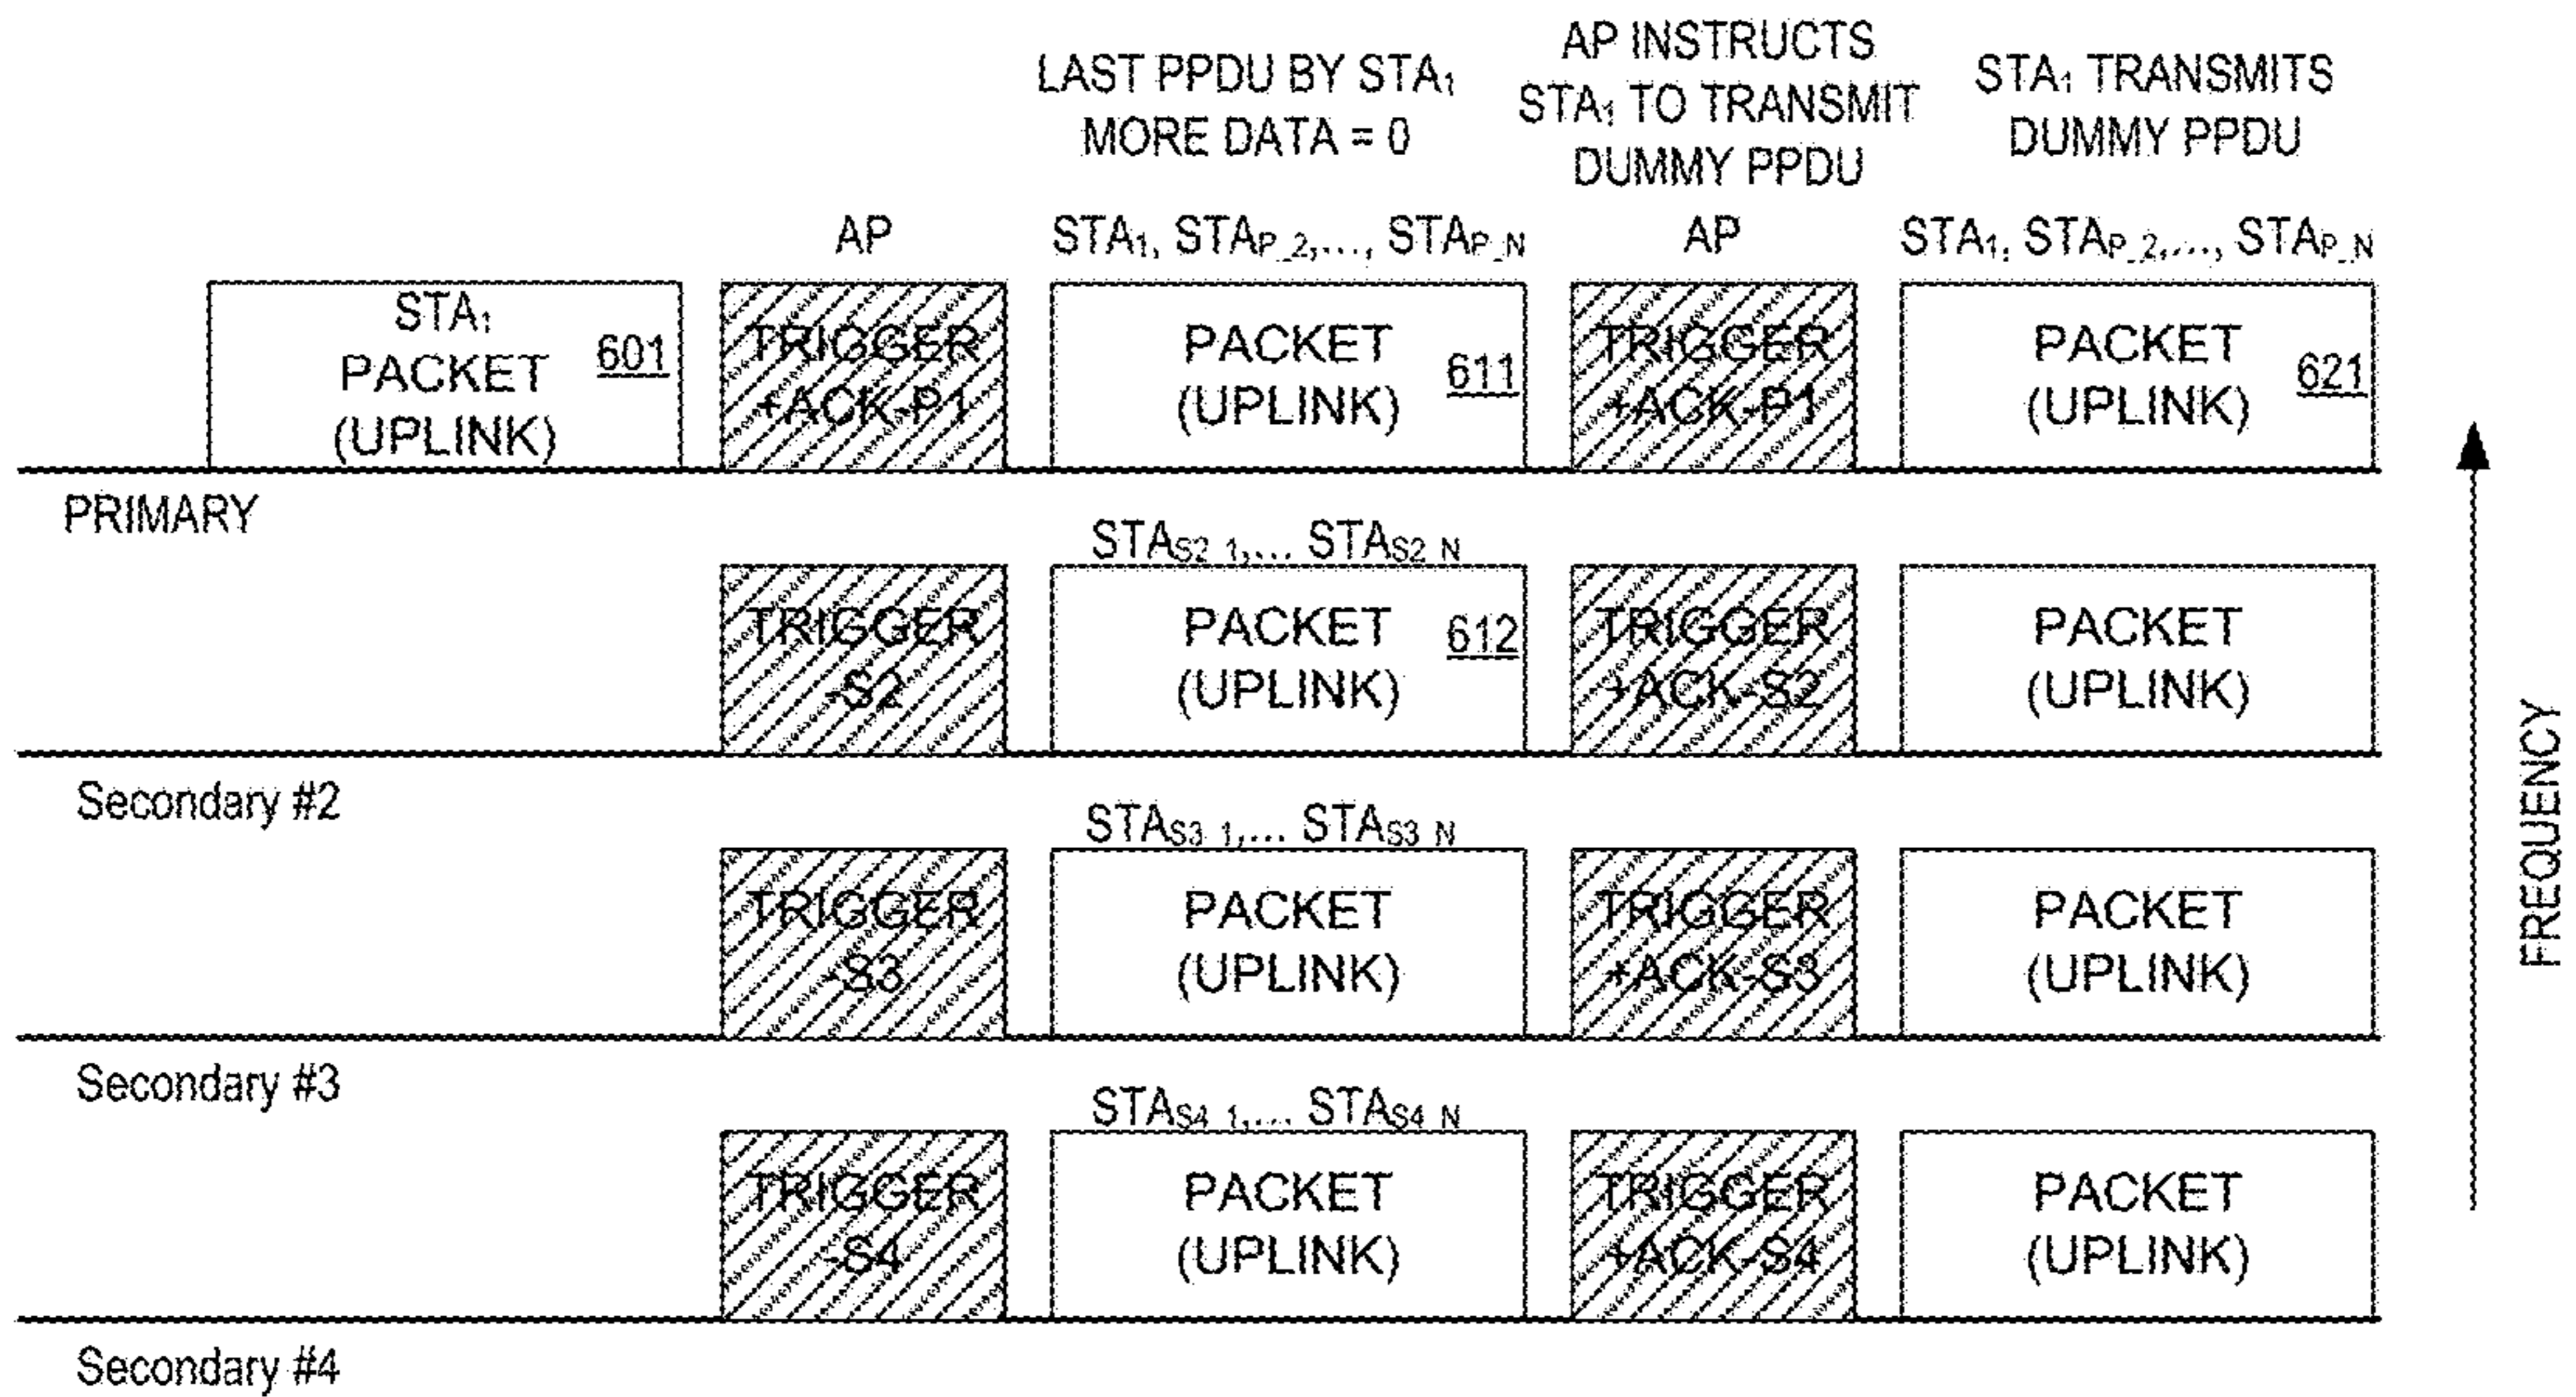 LAST PPDU BY STA₁
MORE DATA = 0
AP INSTRUCTS
STA₁ TO TRANSMIT
DUMMY PPDU
STA₁ TRANSMITS
DUMMY PPDU
AP
STA₁, STAP_2,..., STAP_N
AP
STA₁, STAP_2,..., STAP_N
STA₁
PACKET
(UPLINK)
601
TRIGGER
+ACK-P1
PACKET
(UPLINK)
611
TRIGGER
+ACK-P1
PACKET
(UPLINK)
621
PRIMARY
STAS2_1,... STAS2_N
TRIGGER
-S2
PACKET
(UPLINK)
612
TRIGGER
+ACK-S2
PACKET
(UPLINK)
Secondary #2
STAS3_1,... STAS3_N
TRIGGER
-S3
PACKET
(UPLINK)
TRIGGER
+ACK-S3
PACKET
(UPLINK)
Secondary #3
STAS4_1,... STAS4_N
TRIGGER
-S4
PACKET
(UPLINK)
TRIGGER
+ACK-S4
PACKET
(UPLINK)
Secondary #4
FREQUENCY